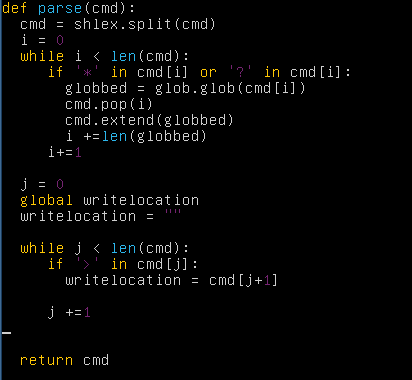 def parse(cmd):
  cmd = shlex.split(cmd)
  i = 0
  while i < len(cmd):
     if '*' in cmd[i] or '?' in cmd[i]:
       globbed = glob.glob(cmd[i])
       cmd.pop(i)
       cmd.extend(globbed)
       i +=len(globbed)
     i+=1
  j = 0
  global writelocation
  writelocation = ""
  while j < len(cmd):
     if '>' in cmd[j]:
       writelocation = cmd[j+1]
     j +=1
  return cmd